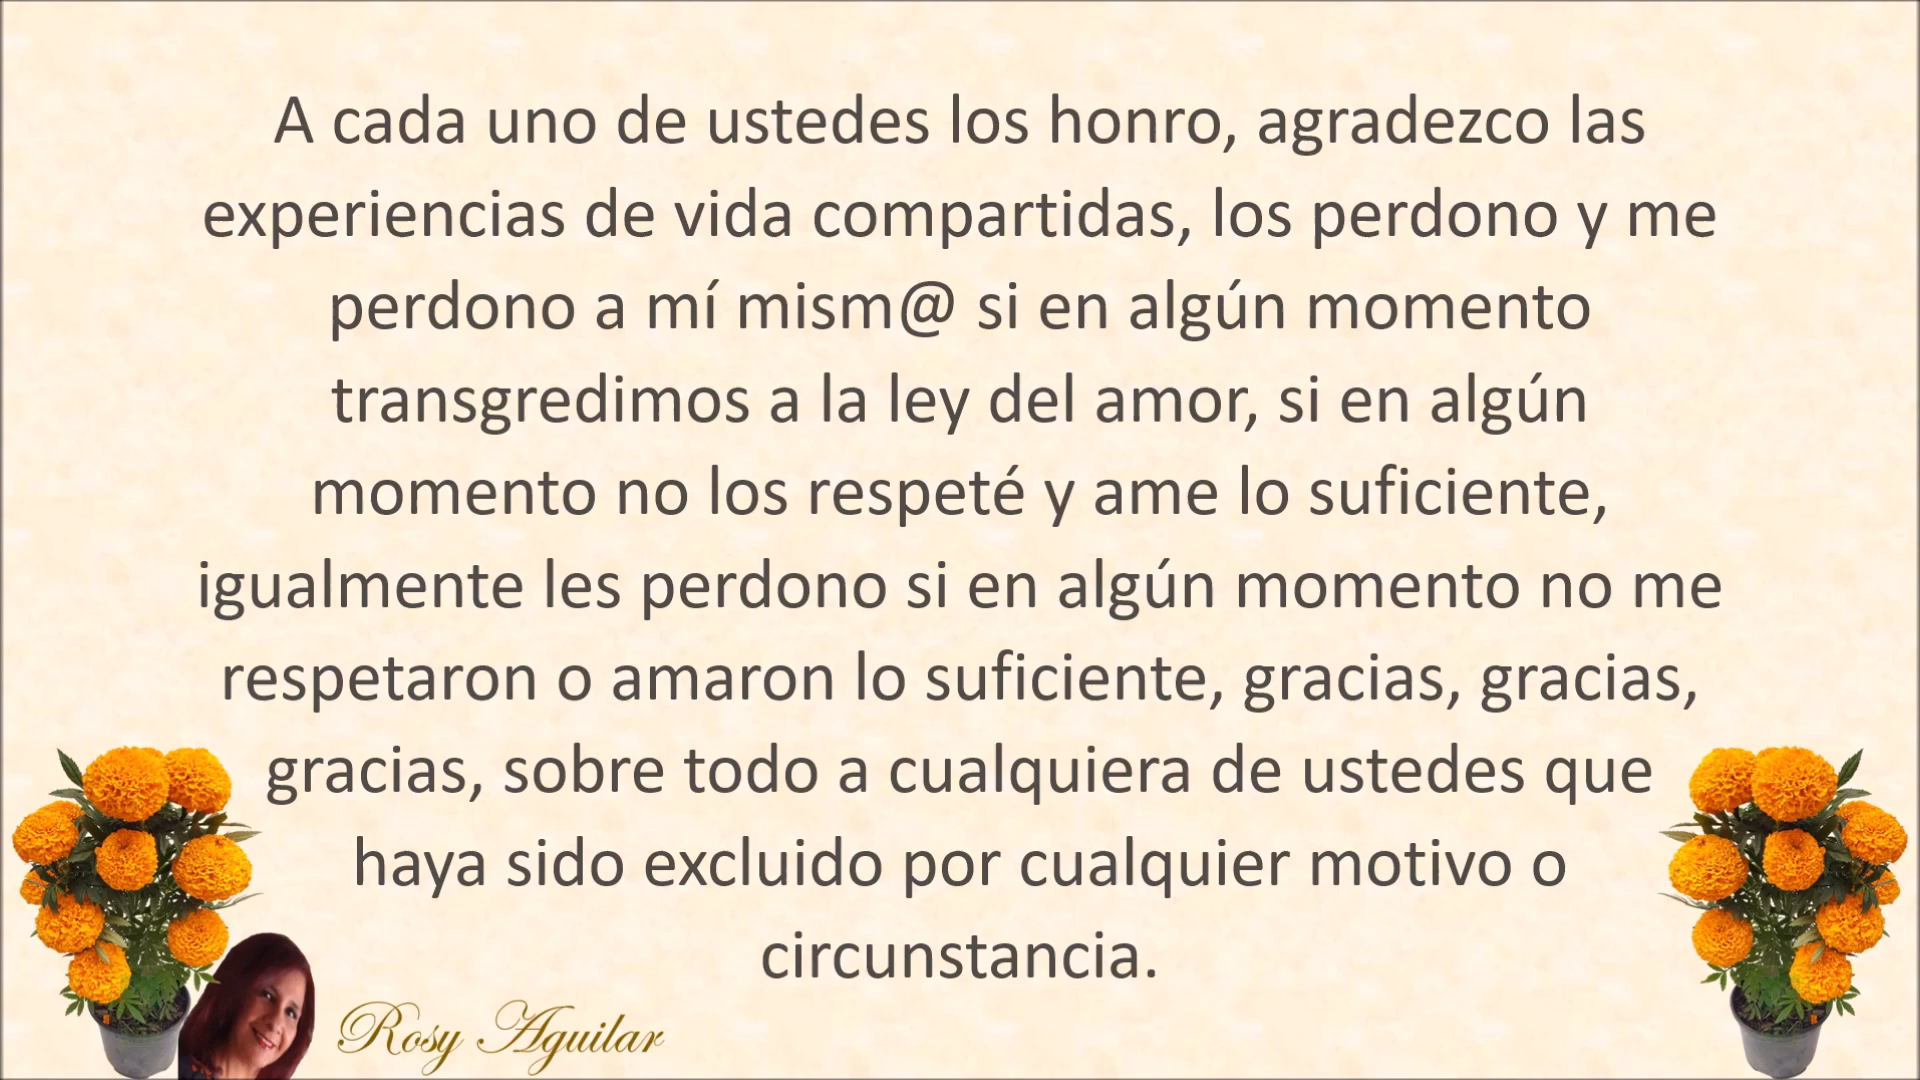 A cada uno de ustedes los honro, agradezco las
experiencias de vida compartidas, los perdono y me
perdono a mí mism@ si en algún momento
transgredimos a la ley del amor, si en algún
momento no los respeté y ame lo suficiente,
igualmente les perdono si en algún momento no me
respetaron o amaron lo suficiente, gracias, gracias,
gracias, sobre todo a cualquiera de ustedes que
haya sido excluido por cualquier motivo o
circunstancia.
Rosy Aguilar